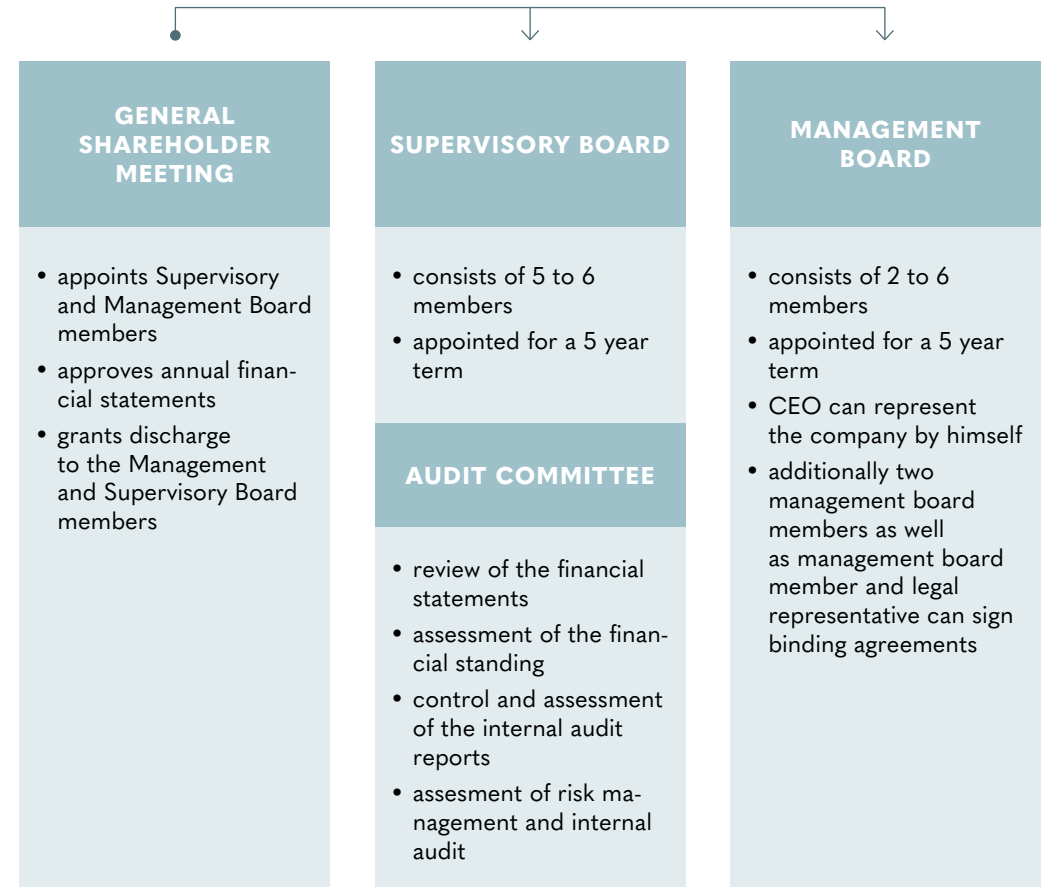 GENERAL
SHAREHOLDER
MEETING
• appoints Supervisory
and Management Board
members
• approves annual finan-
cial statements
• grants discharge
to the Management
and Supervisory Board
members
SUPERVISORY BOARD
• consists of 5 to 6
members
• appointed for a 5 year
term
AUDIT COMMITTEE
• review of the financial
statements
• assessment of the finan-
cial standing
• control and assessment
of the internal audit
reports
• assesment of risk ma-
nagement and internal
audit
MANAGEMENT
BOARD
• consists of 2 to 6
members
• appointed for a 5 year
term
• CEO can represent
the company by himself
• additionally two
management board
members as well
as management board
member and legal
representative can sign
binding agreements